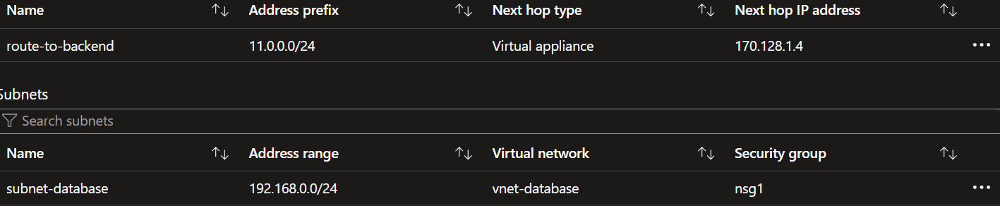 Name Address prefix Next hop type Next hop IP address
route-to-backend 11.0.0.0/24 Virtual appliance 170.128.1.4
Subnets
Search subnets
Name Address range Virtual network Security group
subnet-database 192.168.0.0/24 vnet-database nsg1